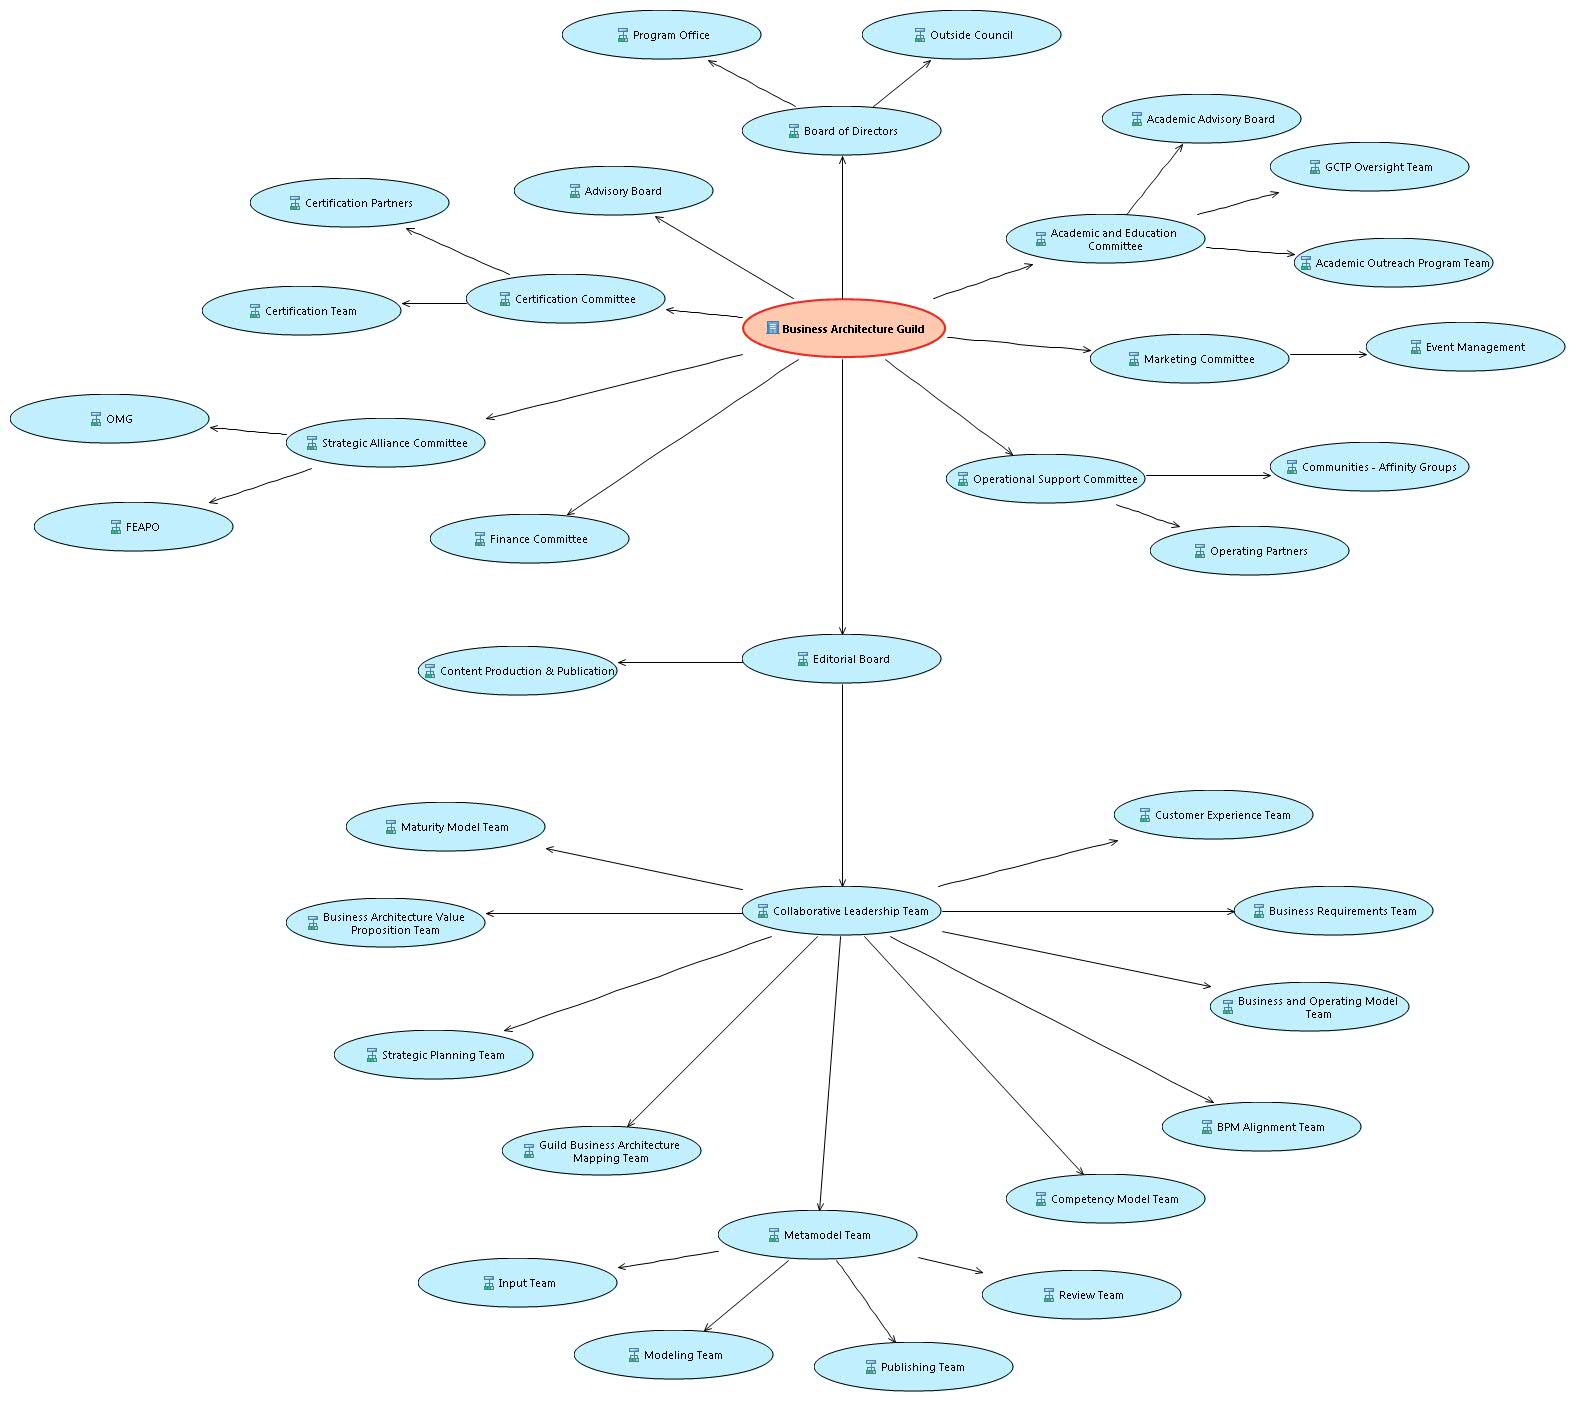 Program Office
Outside Council
Board of Directors
Academic Advisory Board
GCTP Oversight Team
Advisory Board
Certification Partners
Academic and Education
Committee
Academic Outreach Program Team
Certification Committee
Certification Team
Business Architecture Guild
Event Management
Marketing Committee
OMG
Strategic Alliance Committee
Communities - Affinity Groups
Operational Support Committee
FEAPO
Finance Committee
Operating Partners
Editorial Board
Content Production & Publication
Customer Experience Team
Maturity Model Team
Collaborative Leadership Team
Business Requirements Team
Business Architecture Value
Proposition Team
Business and Operating Model
Team
Strategic Planning Team
BPM Alignment Team
Guild Business Architecture
Mapping Team
Competency Model Team
Metamodel Team
Input Team
Review Team
Modeling Team
Publishing Team